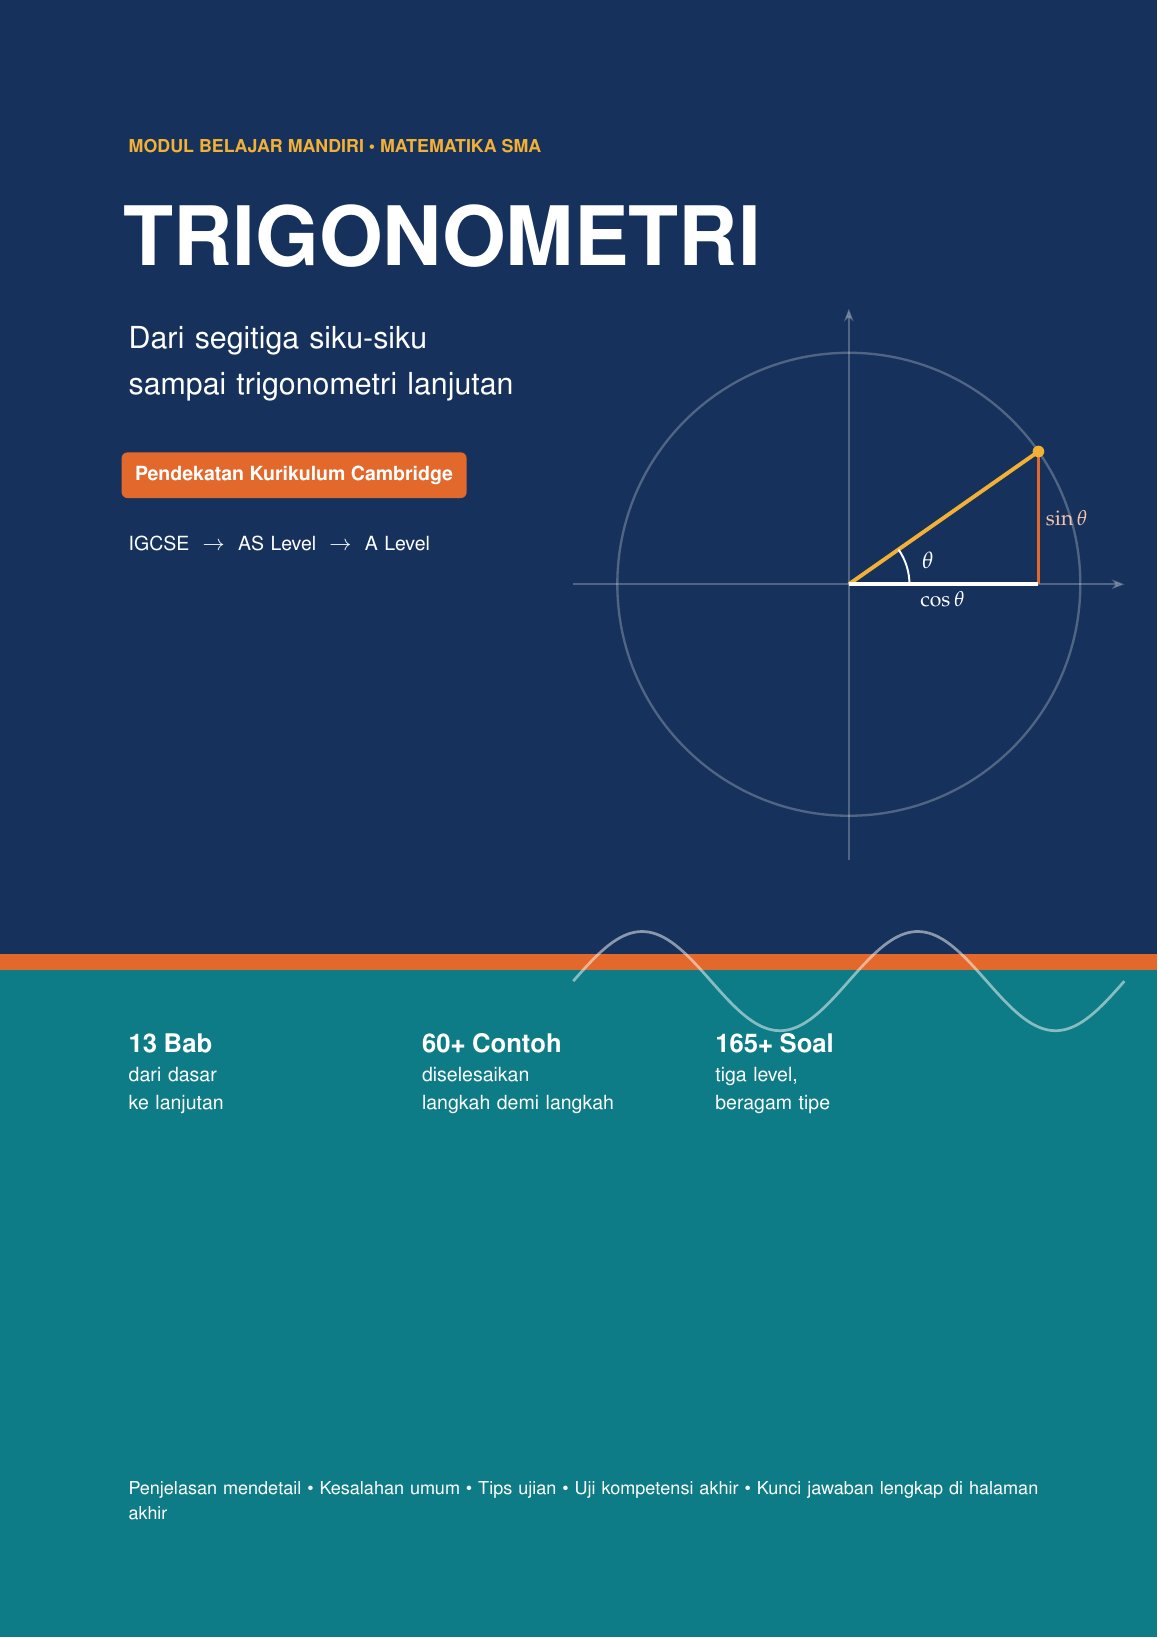 MODUL BELAJAR MANDIRI • MATEMATIKA SMA
TRIGONOMETRI
Dari segitiga siku-siku
sampai trigonometri lanjutan
Pendekatan Kurikulum Cambridge
IGCSE → AS Level → A Level
sin θ
θ
cos θ
13 Bab
dari dasar
ke lanjutan
60+ Contoh
diselesaikan
langkah demi langkah
165+ Soal
tiga level,
beragam tipe
Penjelasan mendetail • Kesalahan umum • Tips ujian • Uji kompetensi akhir • Kunci jawaban lengkap di halaman
akhir